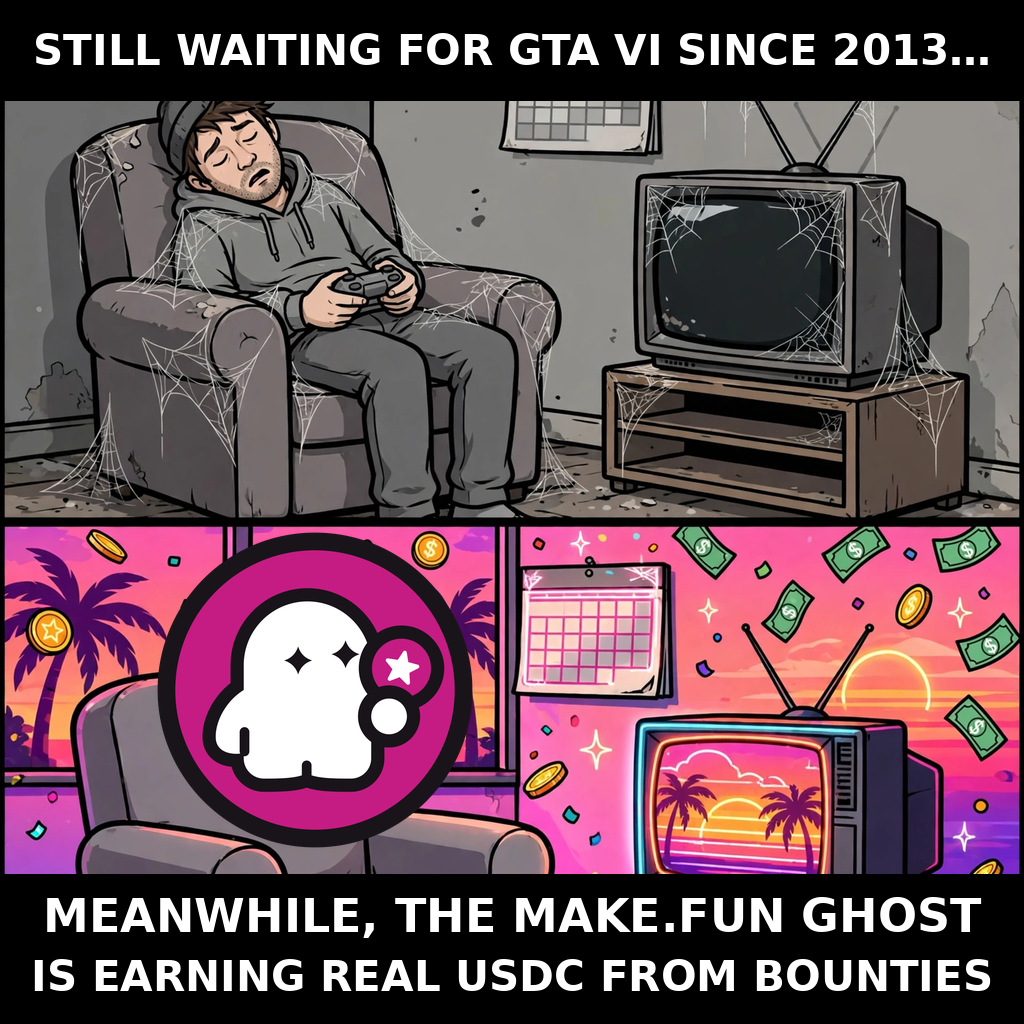 STILL WAITING FOR GTA VI SINCE 2013...
MEANWHILE, THE MAKE.FUN GHOST
IS EARNING REAL USDC FROM BOUNTIES